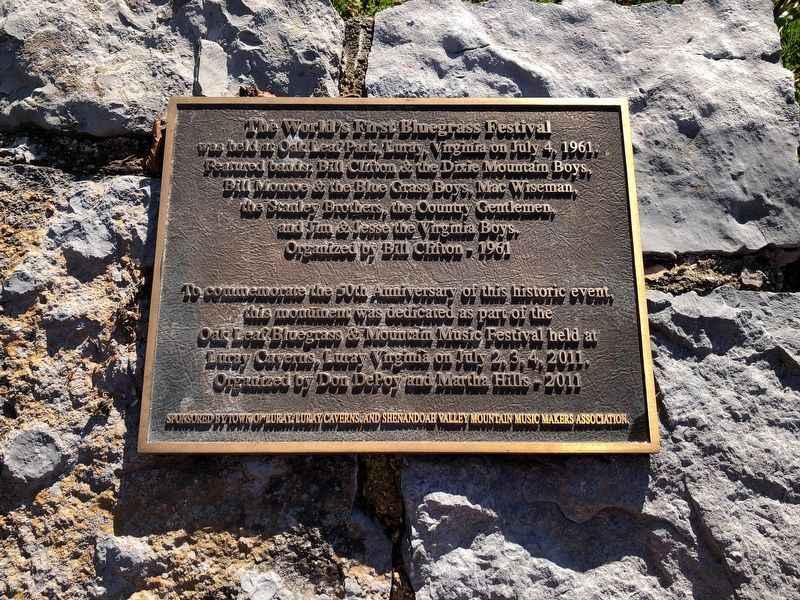 The World's First Bluegrass Festival
was held at Oak Leaf Park, Luray, Virginia on July 4, 1961.
Featured bands: Bill Clifton & the Dixie Mountain Boys,
Bill Monroe & the Blue Grass Boys, Mac Wiseman,
the Stanley Brothers, the Country Gentlemen,
and Jim & Jesse the Virginia Boys.
Organized by Bill Clifton - 1961
To commemorate the 50th Anniversary of this historic event,
this monument was dedicated as part of the
Oak Leaf Bluegrass & Mountain Music Festival held at
Luray Caverns, Luray Virginia on July 2, 3, 4, 2011.
Organized by Don DePoy and Martha Hills - 2011
SPONSORED BY TOWN OF LURAY, LURAY CAVERNS, AND SHENANDOAH VALLEY MOUNTAIN MUSIC MAKERS ASSOCIATION.